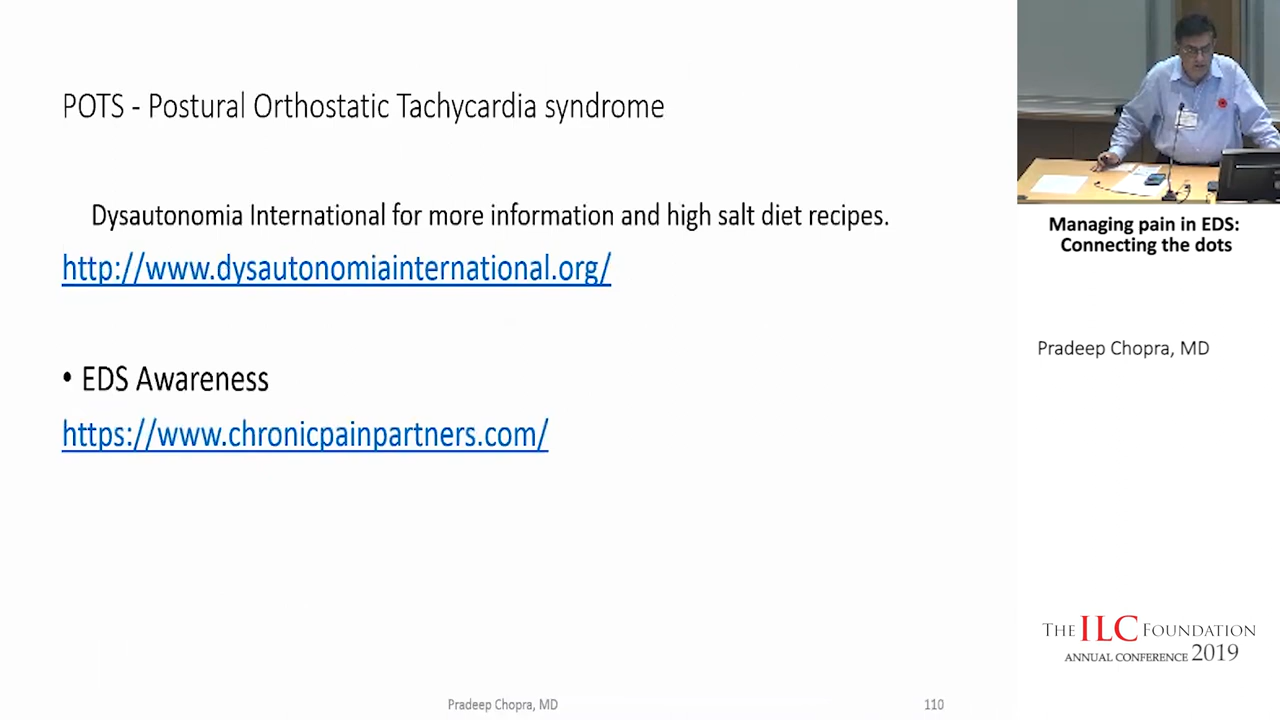 POTS - Postural Orthostatic Tachycardia syndrome
Dysautonomia International for more information and high salt diet recipes.
http://www.dysautonomiainternational.org/
• EDS Awareness
https://www.chronicpainpartners.com/
Pradeep Chopra, MD
110
Managing pain in EDS:
Connecting the dots
Pradeep Chopra, MD
THE ILC FOUNDATION
ANNUAL CONFERENCE 2019